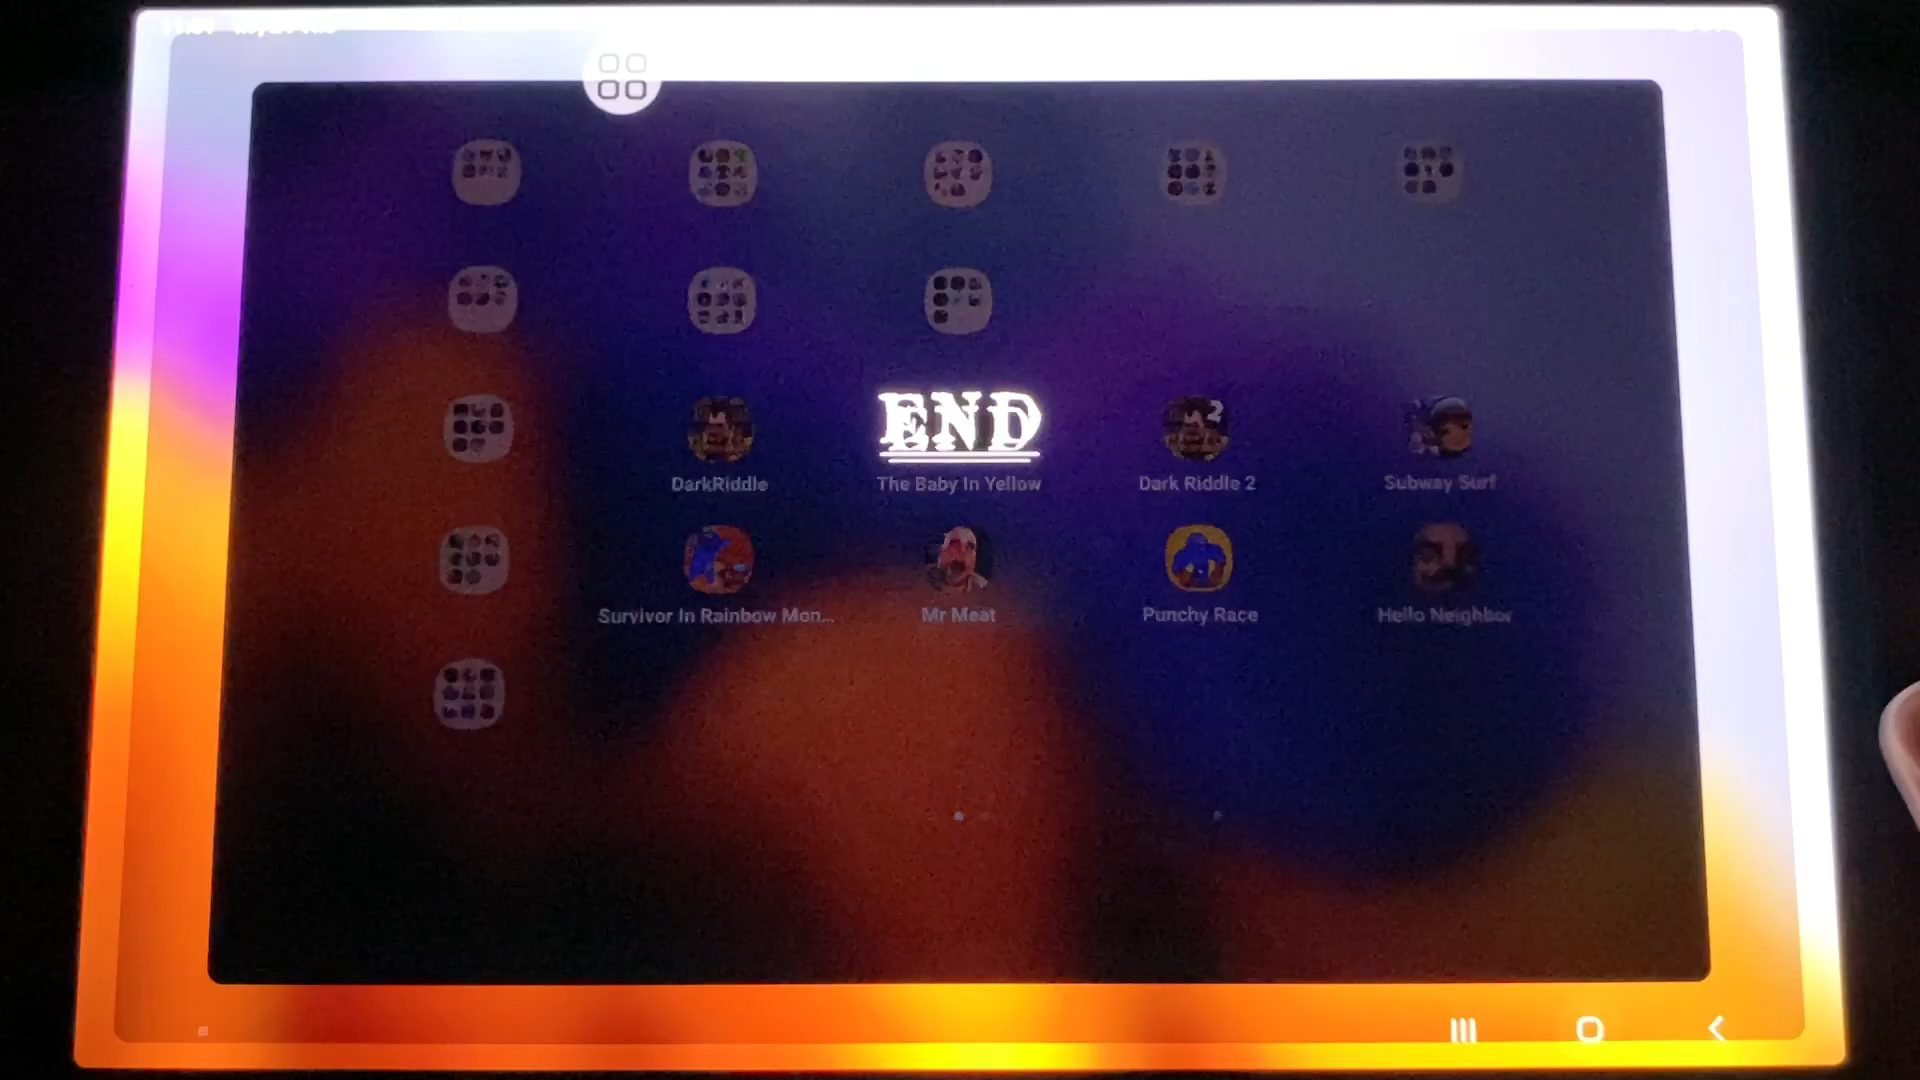 END
DarkRiddle
The Baby In Yellow
Dark Riddle 2
Subway Surf
Survivor In Rainbow Mon...
Mr Meat
Punchy Race
Hello Neighbor